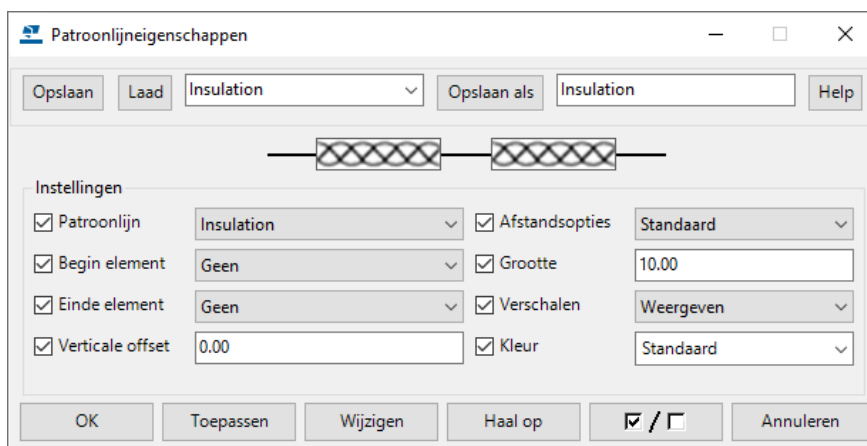 Patroonlijneigenschappen
Opslaan Laad Insulation Opslaan als Insulation Help
Instellingen
Patroonlijn Insulation Afstandsopties Standaard
Begin element Geen Grootte 10.00
Einde element Geen Verschalen Weergeven
Verticale offset 0.00 Kleur Standaard
OK Toepassen Wijzigen Haal op / Annuleren